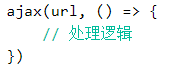 ajax(url, () => {
    // 处理逻辑
})